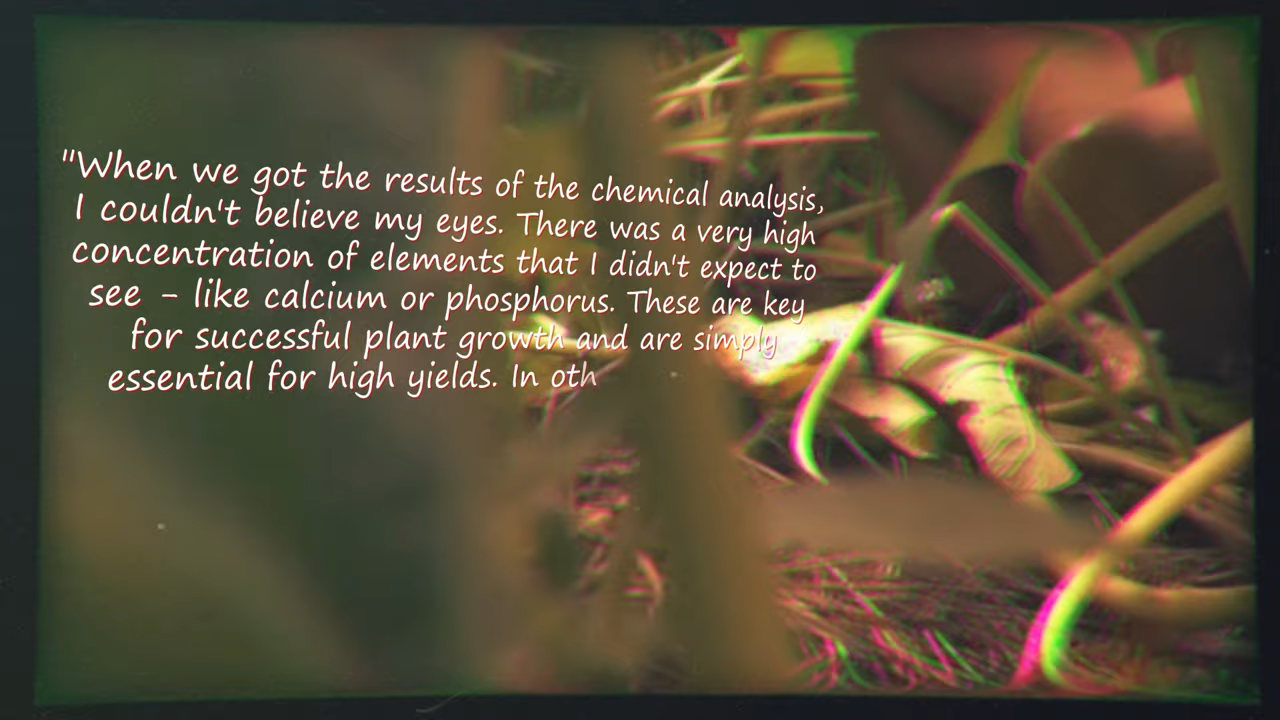 "When we got the results of the chemical analysis,
I couldn't believe my eyes. There was a very high
concentration of elements that I didn't expect to
see – like calcium or phosphorus. These are key
for successful plant growth and are simply
essential for high yields. In oth